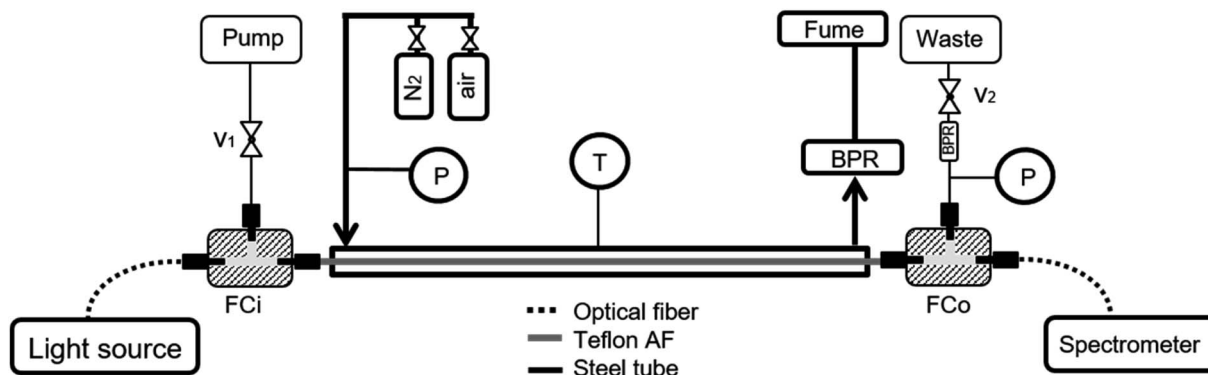 Pump
N2
air
Fume
Waste
V1
V2
BPR
P
T
BPR
P
FCi
FCo
Light source
Optical fiber
Teflon AF
Steel tube
Spectrometer